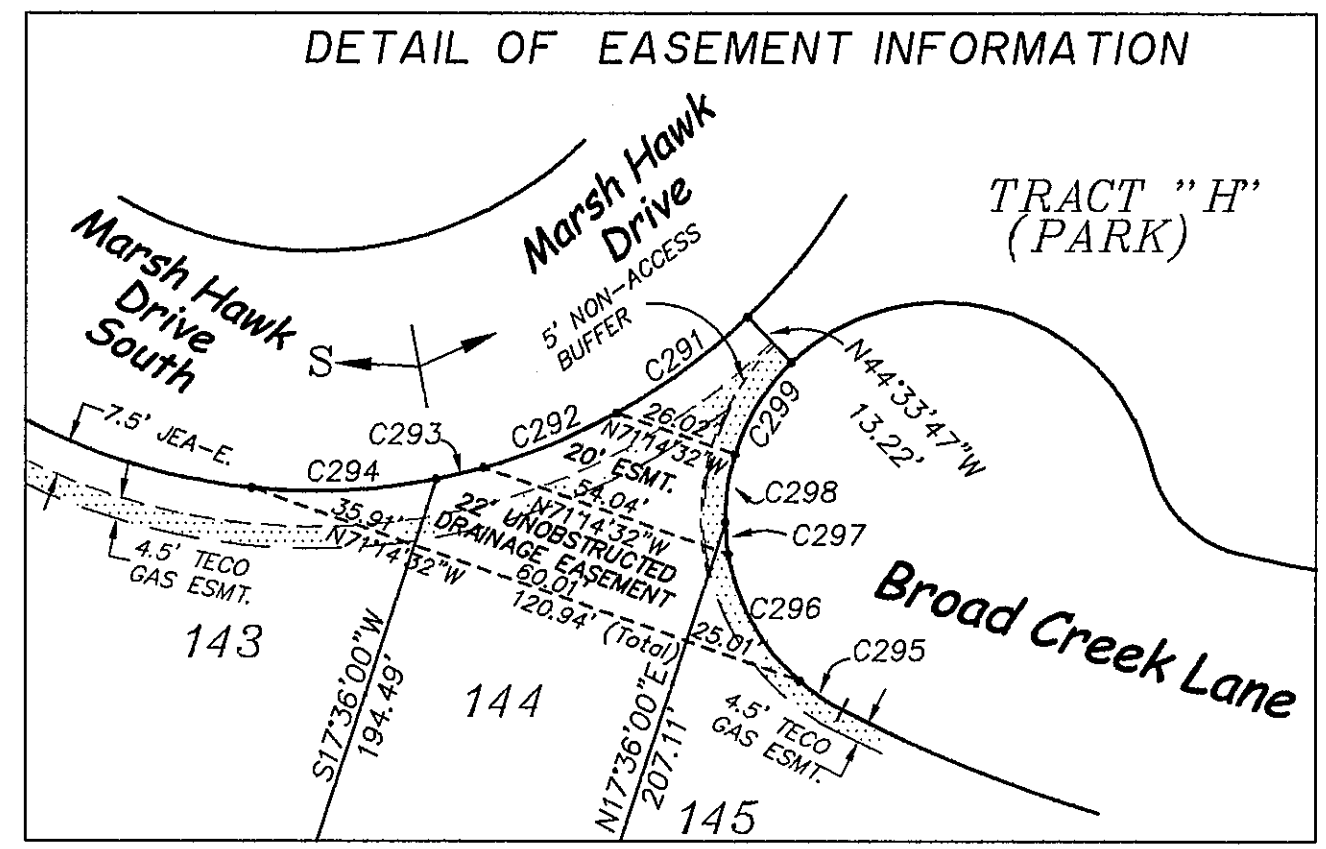 DETAIL OF EASEMENT INFORMATION
Marsh Hawk
Drive
TRACT "H"
(PARK)
Marsh Hawk
Drive
South
5' NON-ACCESS
BUFFER
S
C291
N44°33'47"W
13.22'
C299
26.02'
N71°14'32"W
C292
C293
7.5' JEA-E.
C294
20' ESMT.
54.04'
N71°14'32"W
C298
C297
22' UNOBSTRUCTED
DRAINAGE EASEMENT
35.91'
N71°14'32"W
60.01'
120.94' (Total)
25.01'
C296
C295
4.5' TECO
GAS ESMT.
Broad Creek Lane
143
144
145
S17°36'00"W
194.49'
N17°36'00"E
207.11'
4.5' TECO
GAS ESMT.